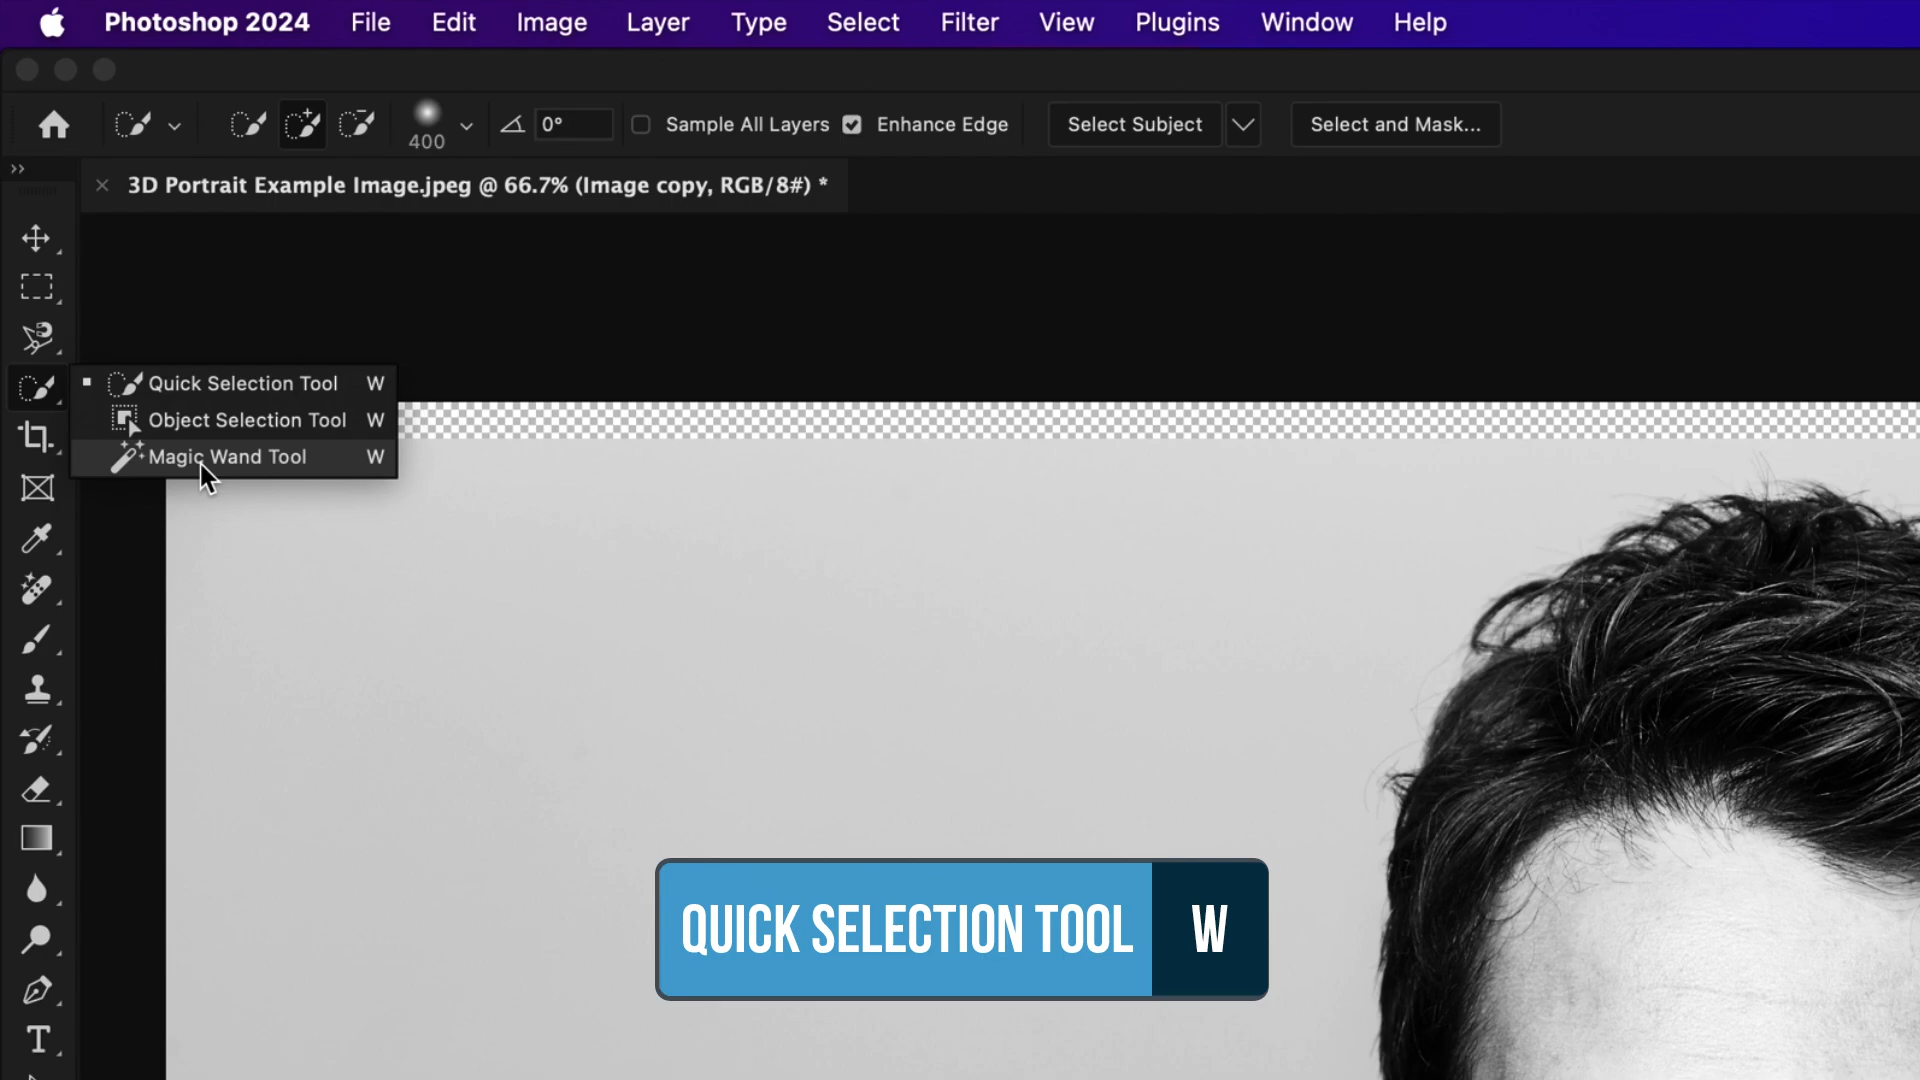 Photoshop 2024 File Edit Image Layer Type Select Filter View Plugins Window Help
400 0° Sample All Layers Enhance Edge Select Subject Select and Mask...
3D Portrait Example Image.jpeg @ 66.7% (Image copy, RGB/8#) *
Quick Selection Tool W
Object Selection Tool W
Magic Wand Tool W
QUICK SELECTION TOOL W